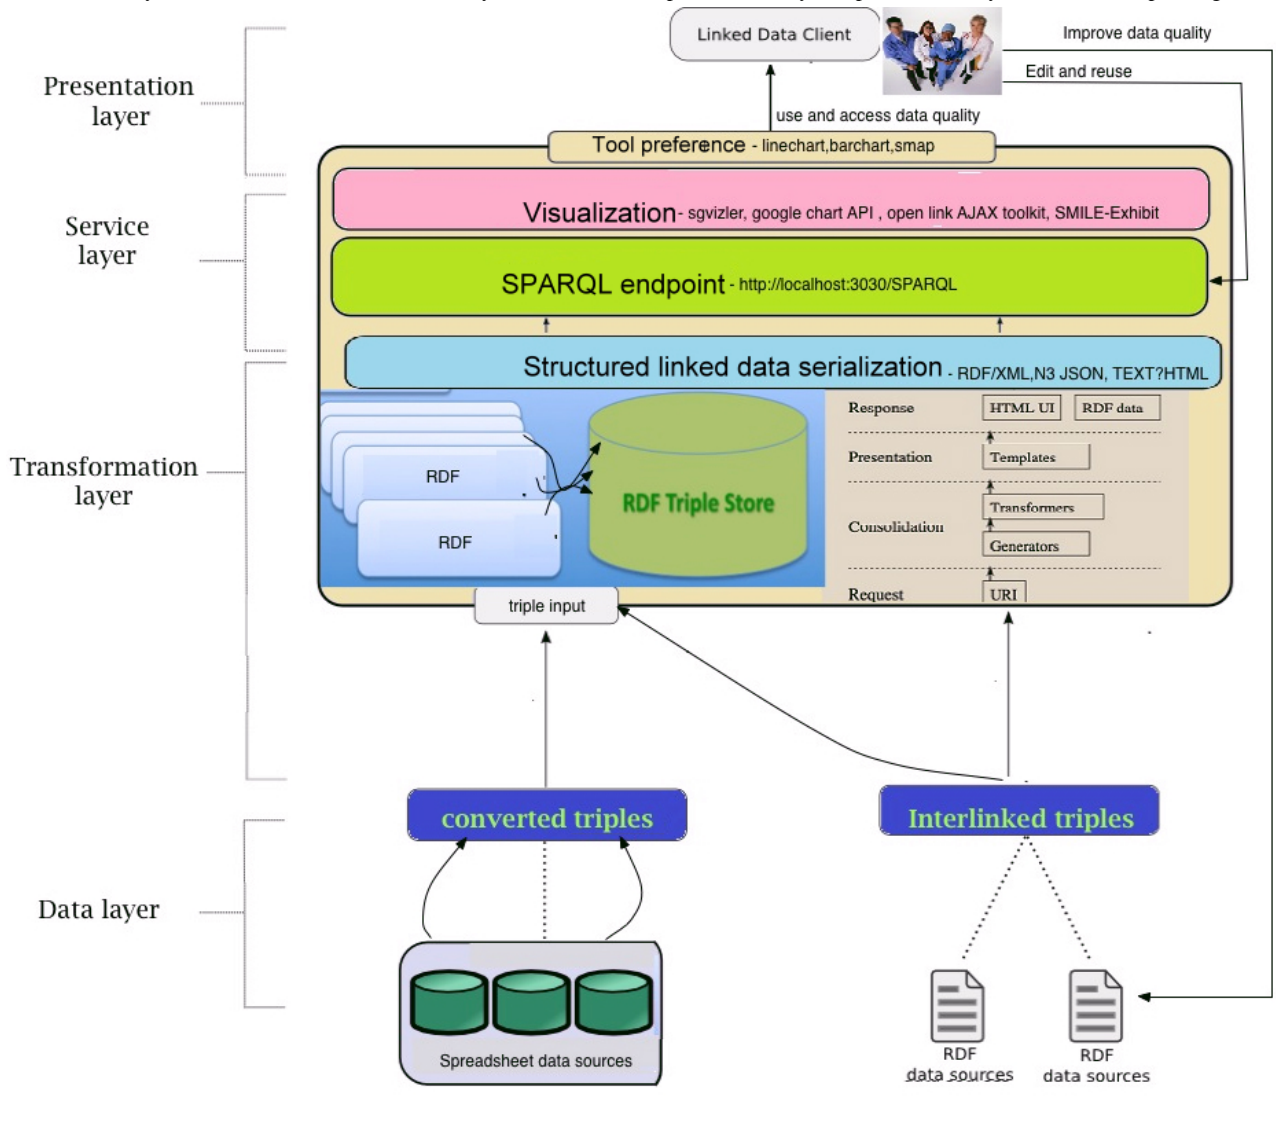 Linked Data Client
Improve data quality
Edit and reuse
Presentation
layer
use and access data quality
Tool preference - linechart,barchart,smap
Service
layer
Visualization - sgvizler, google chart API , open link AJAX toolkit, SMILE-Exhibit
SPARQL endpoint - http://localhost:3030/SPARQL
Structured linked data serialization - RDF/XML,N3 JSON, TEXT?HTML
Transformation
layer
RDF
RDF
RDF Triple Store
Response
HTML UI
RDF data
Presentation
Templates
Consolidation
Transformers
Generators
Request
URI
triple input
converted triples
Interlinked triples
Data layer
Spreadsheet data sources
RDF
data sources
RDF
data sources